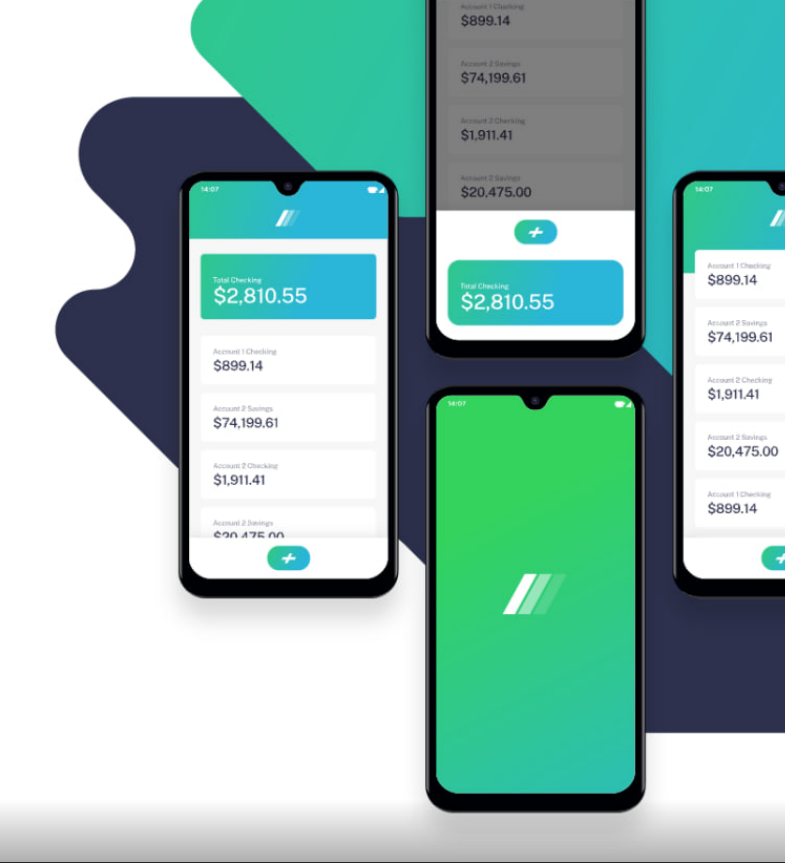 Account 1 Checking
$899.14
Account 2 Savings
$74,199.61
Account 2 Checking
$1,911.41
Account 2 Savings
$20,475.00
Total Checking
$2,810.55
14:07
Total Checking
$2,810.55
Account 1 Checking
$899.14
Account 2 Savings
$74,199.61
Account 2 Checking
$1,911.41
Account 2 Savings
$20,475.00
14:07
14:07
Account 1 Checking
$899.14
Account 2 Savings
$74,199.61
Account 2 Checking
$1,911.41
Account 2 Savings
$20,475.00
Account 1 Checking
$899.14